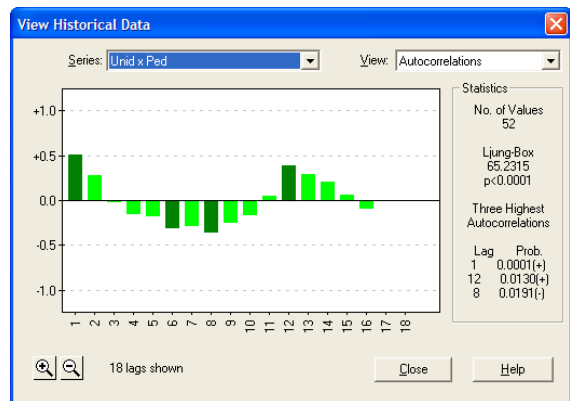 View Historical Data
Series: Unid x Ped View: Autocorrelations
+1.0
+0.5
0.0
-0.5
-1.0
1 2 3 4 5 6 7 8 9 10 11 12 13 14 15 16 17 18
Statistics
No. of Values
52
Ljung-Box
65.2315
p<0.0001
Three Highest
Autocorrelations
Lag Prob.
1 0.0001(+)
12 0.0130(+)
8 0.0191(-)
18 lags shown
Close
Help